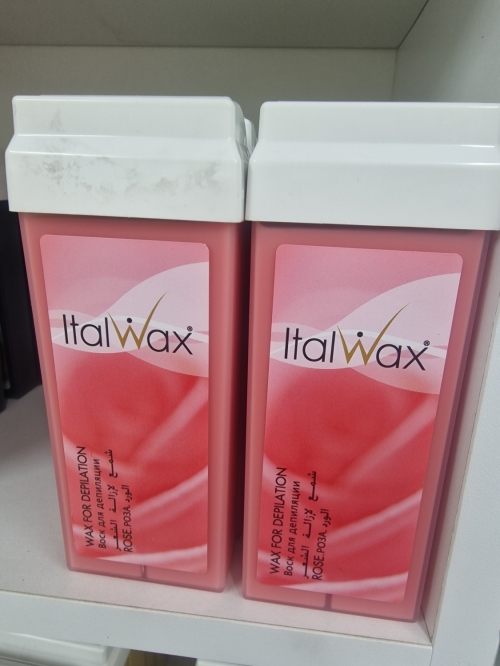 ItalWax®
WAX FOR DEPILATION
Воск для депиляции
شمع لإزالة الشعر
ROSE.РОЗА.الورد
ItalWax®
WAX FOR DEPILATION
Воск для депиляции
شمع لإزالة الشعر
ROSE.РОЗА.الورد